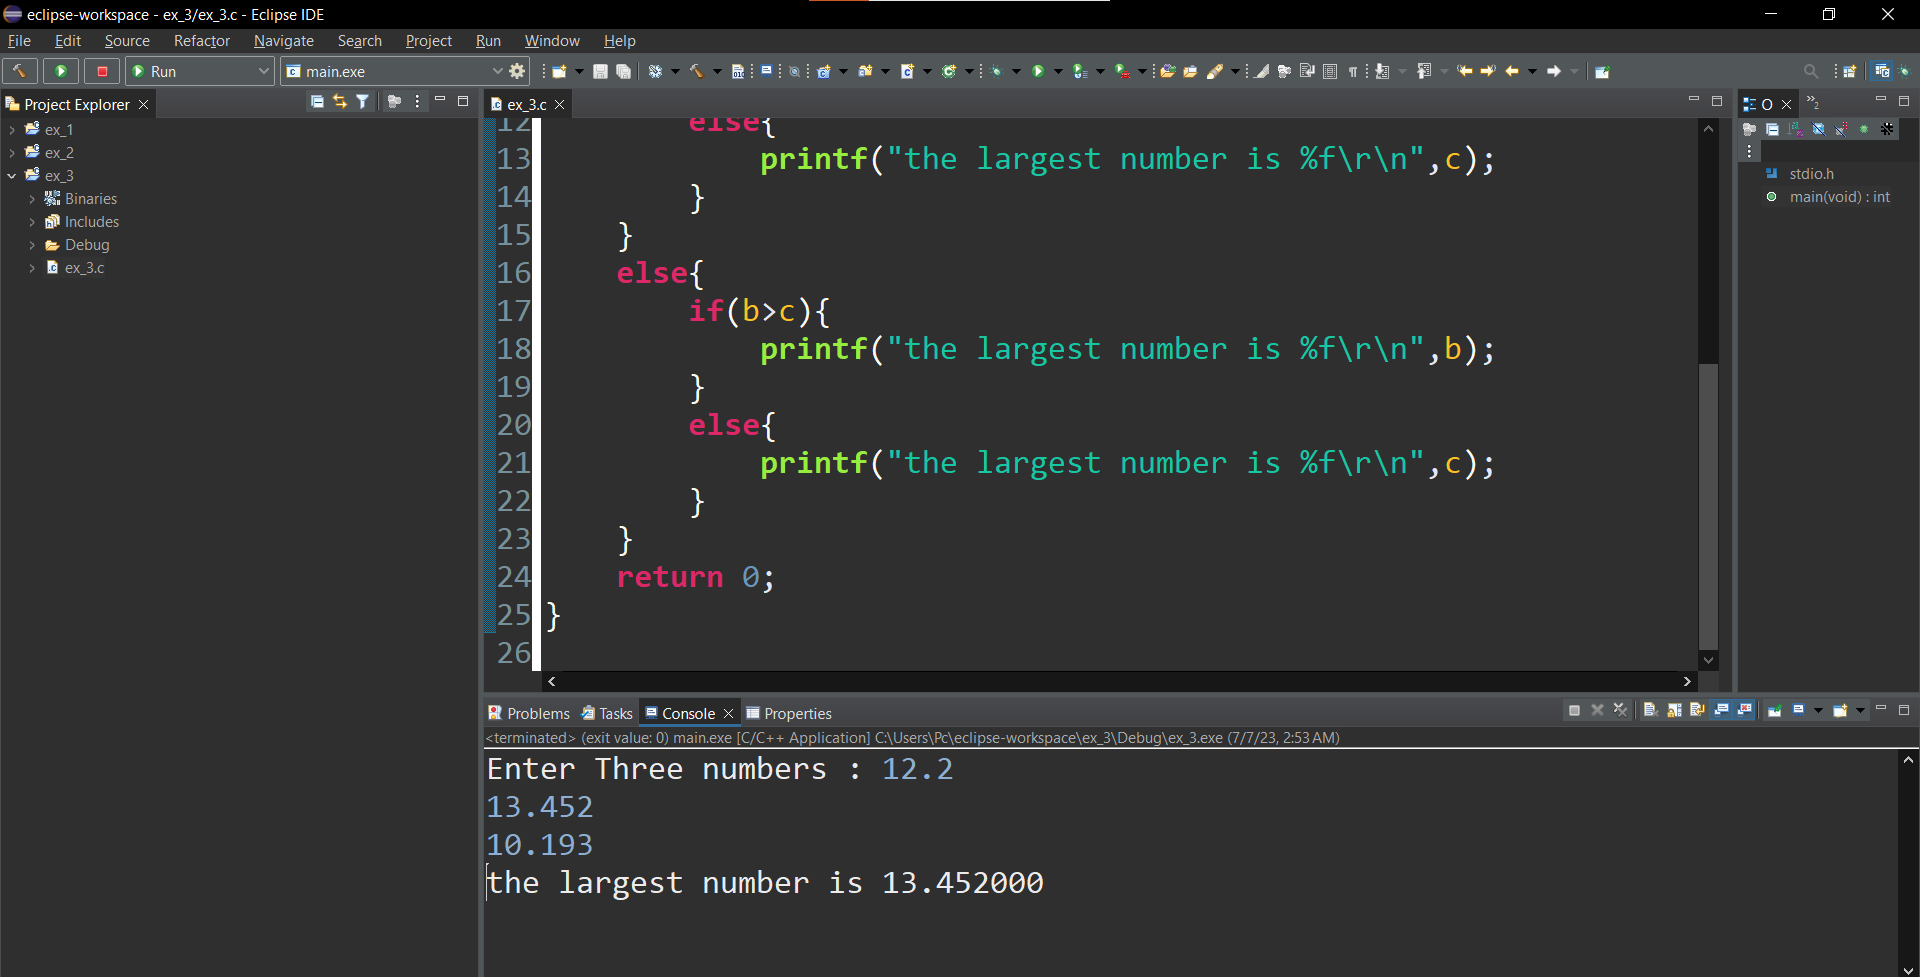 eclipse-workspace - ex_3/ex_3.c - Eclipse IDE
File Edit Source Refactor Navigate Search Project Run Window Help
Run main.exe
Project Explorer
ex_1
ex_2
ex_3
Binaries
Includes
Debug
ex_3.c
ex_3.c
12 else{
13 printf("the largest number is %f\r\n",c);
14 }
15 }
16 else{
17 if(b>c){
18 printf("the largest number is %f\r\n",b);
19 }
20 else{
21 printf("the largest number is %f\r\n",c);
22 }
23 }
24 return 0;
25 }
26
O 2
stdio.h
main(void) : int
Problems Tasks Console Properties
<terminated> (exit value: 0) main.exe [C/C++ Application] C:\Users\Pc\eclipse-workspace\ex_3\Debug\ex_3.exe (7/7/23, 2:53 AM)
Enter Three numbers : 12.2
13.452
10.193
the largest number is 13.452000